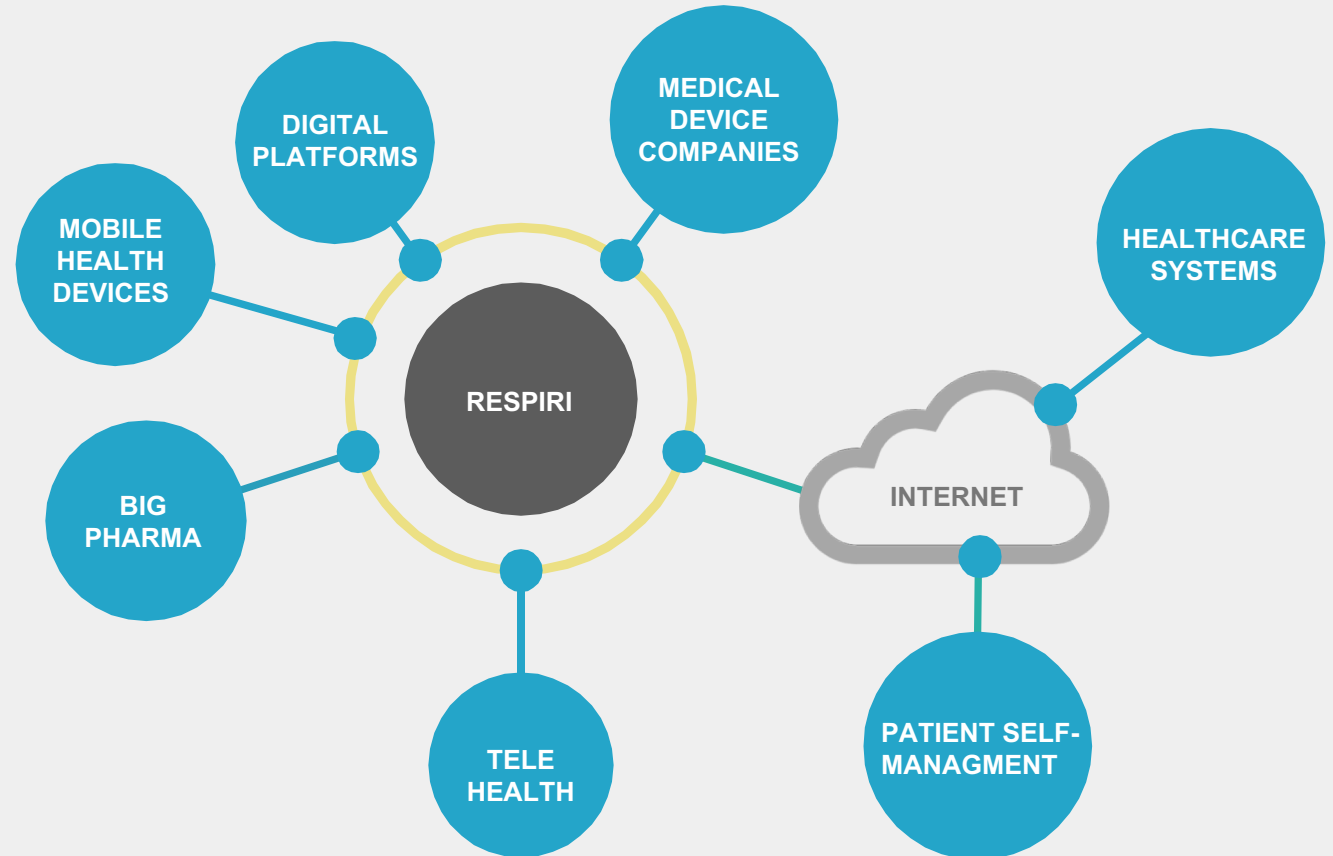 MEDICAL
DEVICE
COMPANIES
DIGITAL
PLATFORMS
MOBILE
HEALTH
DEVICES
HEALTHCARE
SYSTEMS
RESPIRI
INTERNET
BIG
PHARMA
TELE
HEALTH
PATIENT SELF-
MANAGMENT